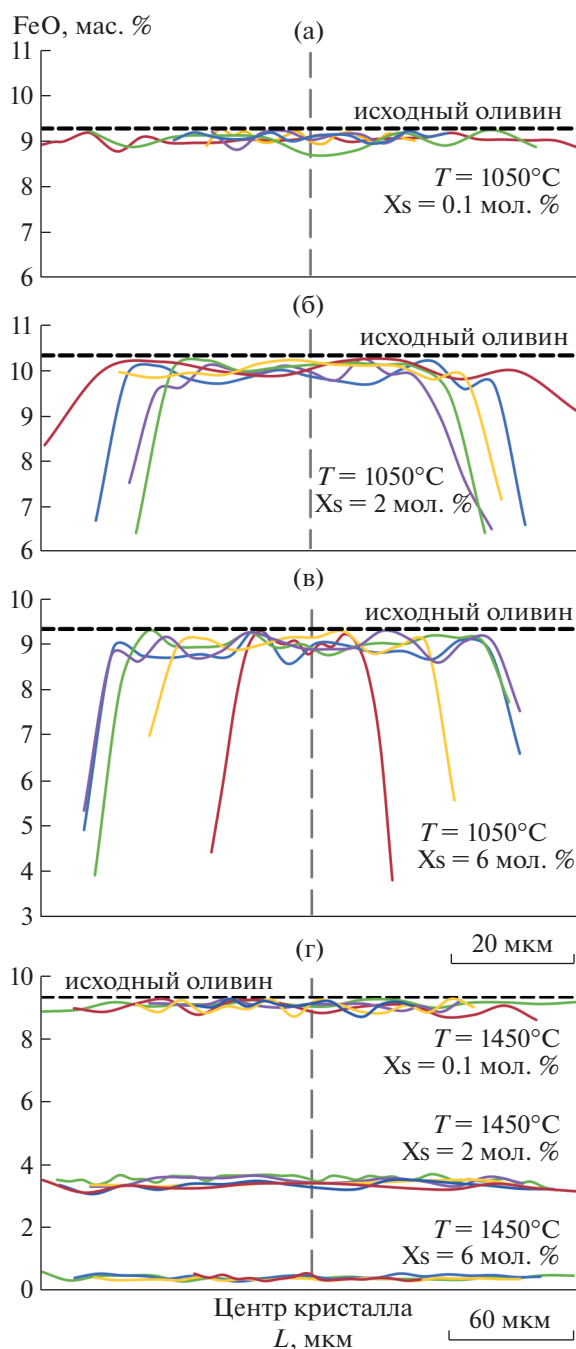 FeO, мас. %
(а)
11
10
9
8
7
6
исходный оливин
T = 1050°C
Xs = 0.1 мол. %
(б)
11
10
9
8
7
6
исходный оливин
T = 1050°C
Xs = 2 мол. %
(в)
10
9
8
7
6
5
4
3
исходный оливин
T = 1050°C
Xs = 6 мол. %
20 мкм
(г)
10
8
6
4
2
0
исходный оливин
T = 1450°C
Xs = 0.1 мол. %
T = 1450°C
Xs = 2 мол. %
T = 1450°C
Xs = 6 мол. %
Центр кристалла
L, мкм
60 мкм